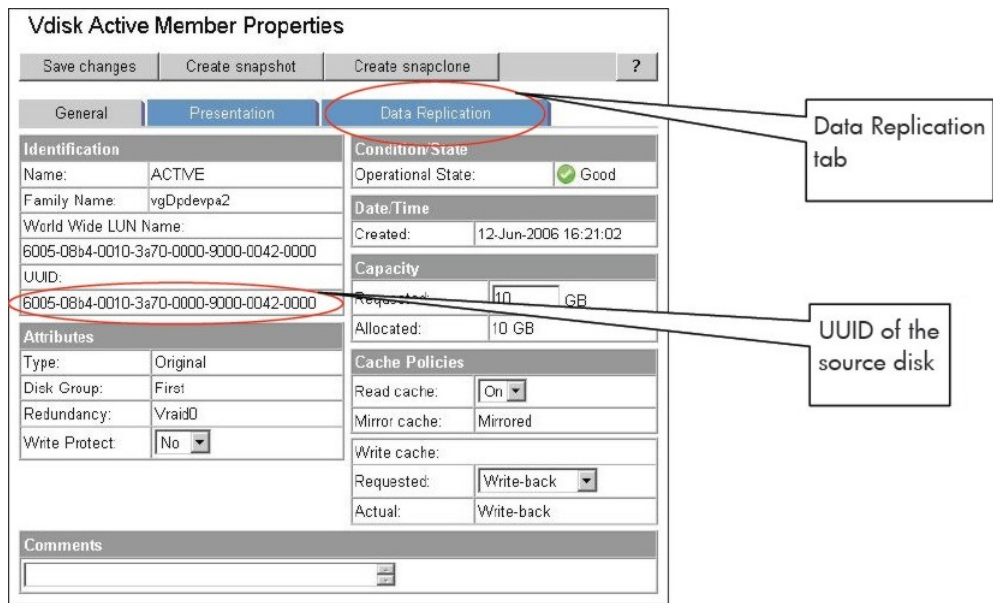 Vdisk Active Member Properties
Save changes
Create snapshot
Create snapclone
?
General
Presentation
Data Replication
Identification
Name: ACTIVE
Family Name: vgDpdevpa2
World Wide LUN Name:
6005-08b4-0010-3a70-0000-9000-0042-0000
UUID:
6005-08b4-0010-3a70-0000-9000-0042-0000
Attributes
Type: Original
Disk Group: First
Redundancy: Vraid0
Write Protect: No
Condition/State
Operational State: Good
Date/Time
Created: 12-Jun-2006 16:21:02
Capacity
Requested: 10 GB
Allocated: 10 GB
Cache Policies
Read cache: On
Mirror cache: Mirrored
Write cache:
Requested: Write-back
Actual: Write-back
Comments
Data Replication
tab
UUID of the
source disk